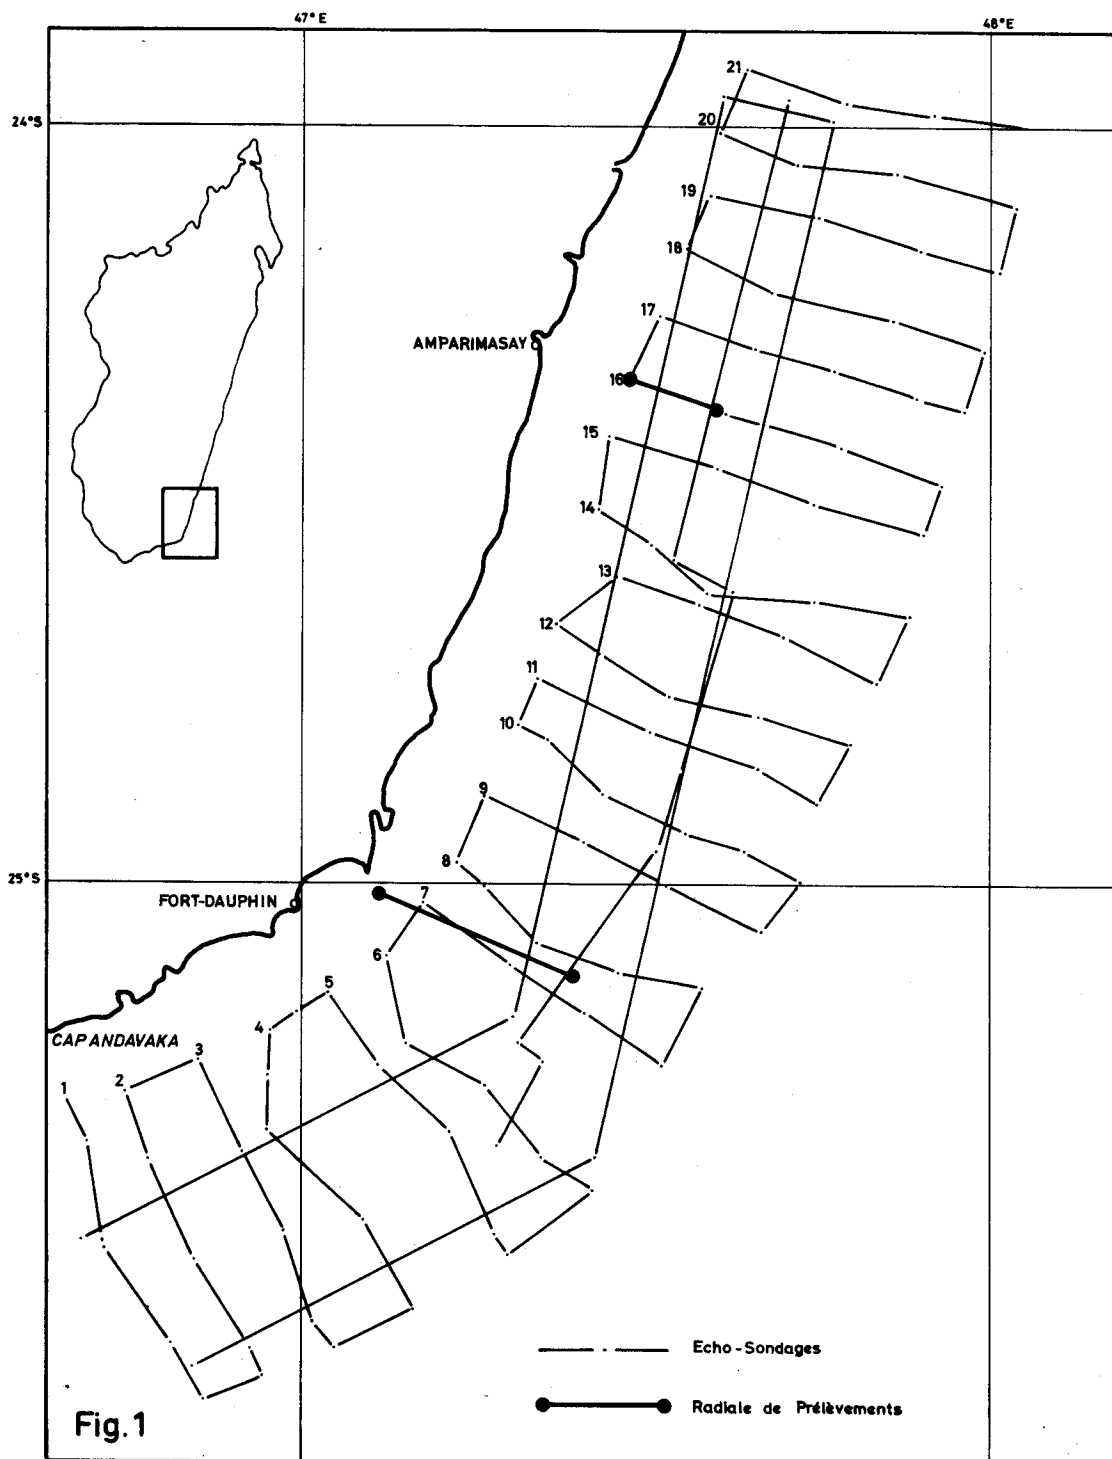 47°E
48°E
24°S
21
20
19
18
17
AMPARIMASAY
16
15
14
13
12
11
10
9
8
25°S
7
FORT-DAUPHIN
6
5
4
CAP ANDAVAKA
3
2
1
Echo-Sondages
Radiale de Prélèvements
Fig.1